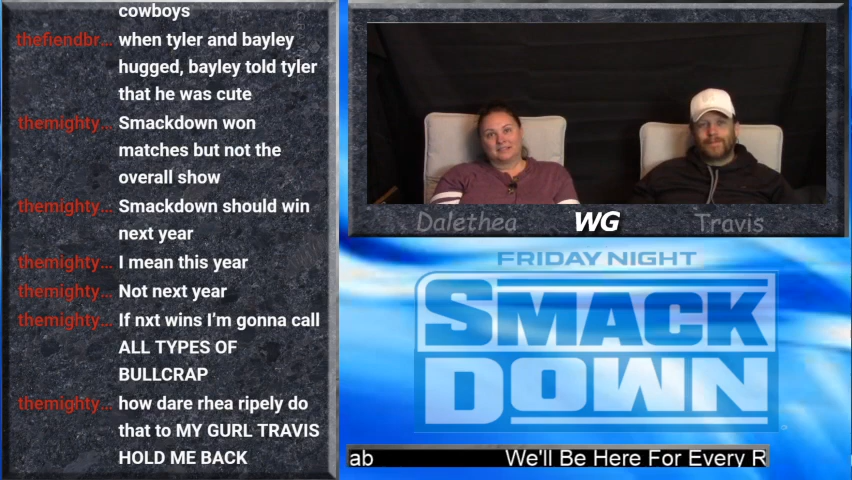 cowboys
thefiendbr... when tyler and bayley
hugged, bayley told tyler
that he was cute
themighty... Smackdown won
matches but not the
overall show
themighty... Smackdown should win
next year
themighty... I mean this year
themighty... Not next year
themighty... If nxt wins I'm gonna call
ALL TYPES OF
BULLCRAP
themighty... how dare rhea ripely do
that to MY GURL TRAVIS
HOLD ME BACK
Dalethea WG Travis
FRIDAY NIGHT
SMACK
DOWN
ab We'll Be Here For Every R